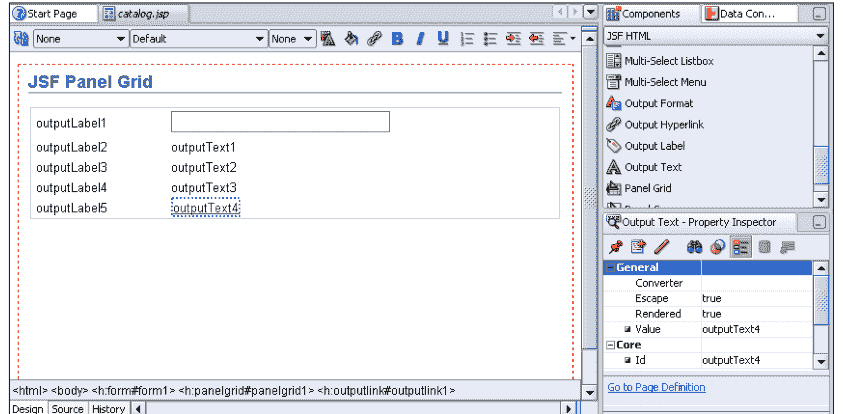 Start Page
catalog.jsp
None
Default
None
B I U
JSF Panel Grid
outputLabel1
outputLabel2 outputText1
outputLabel3 outputText2
outputLabel4 outputText3
outputLabel5 outputText4
<html> <body> <h:form#form1> <h:panelgrid#panelgrid1> <h:outputlink#outputlink1>
Design Source History
Components
Data Con...
JSF HTML
Multi-Select Listbox
Multi-Select Menu
Output Format
Output Hyperlink
Output Label
Output Text
Panel Grid
Output Text - Property Inspector
General
Converter
Escape true
Rendered true
Value outputText4
Core
Id outputText4
Go to Page Definition